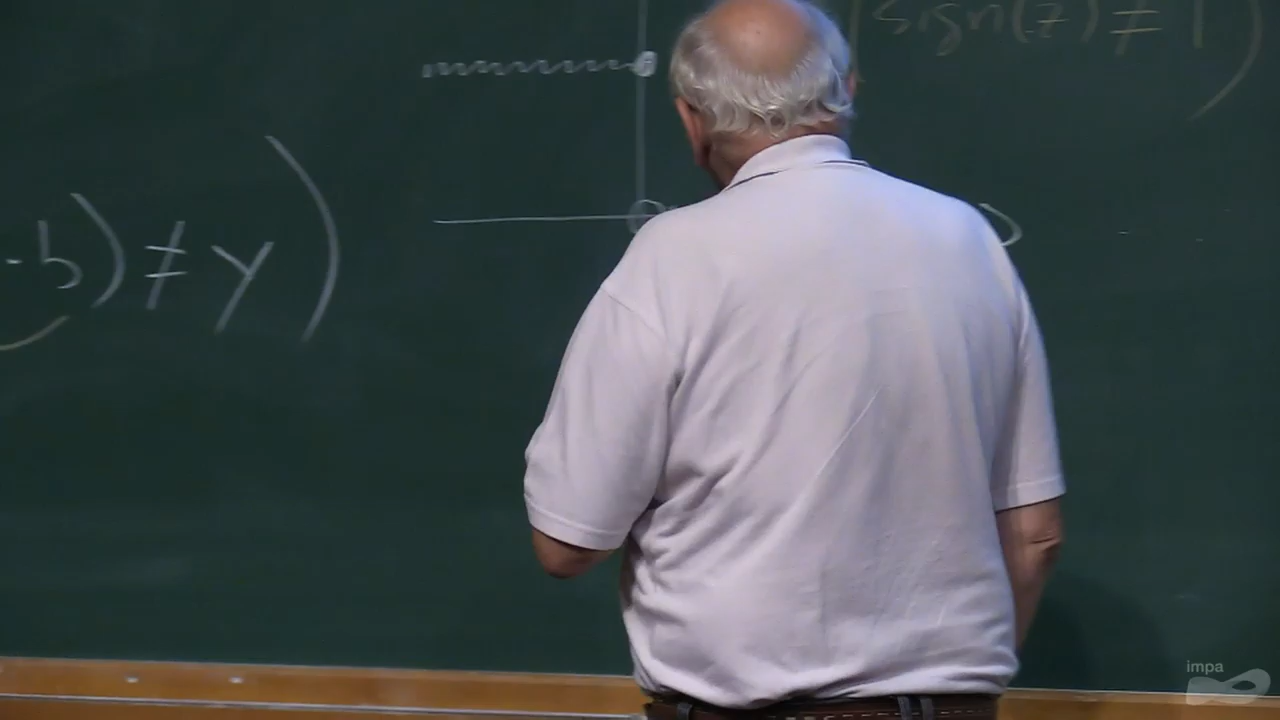 sign(z) ≠ 1 )
-b) ≠ y )
impa